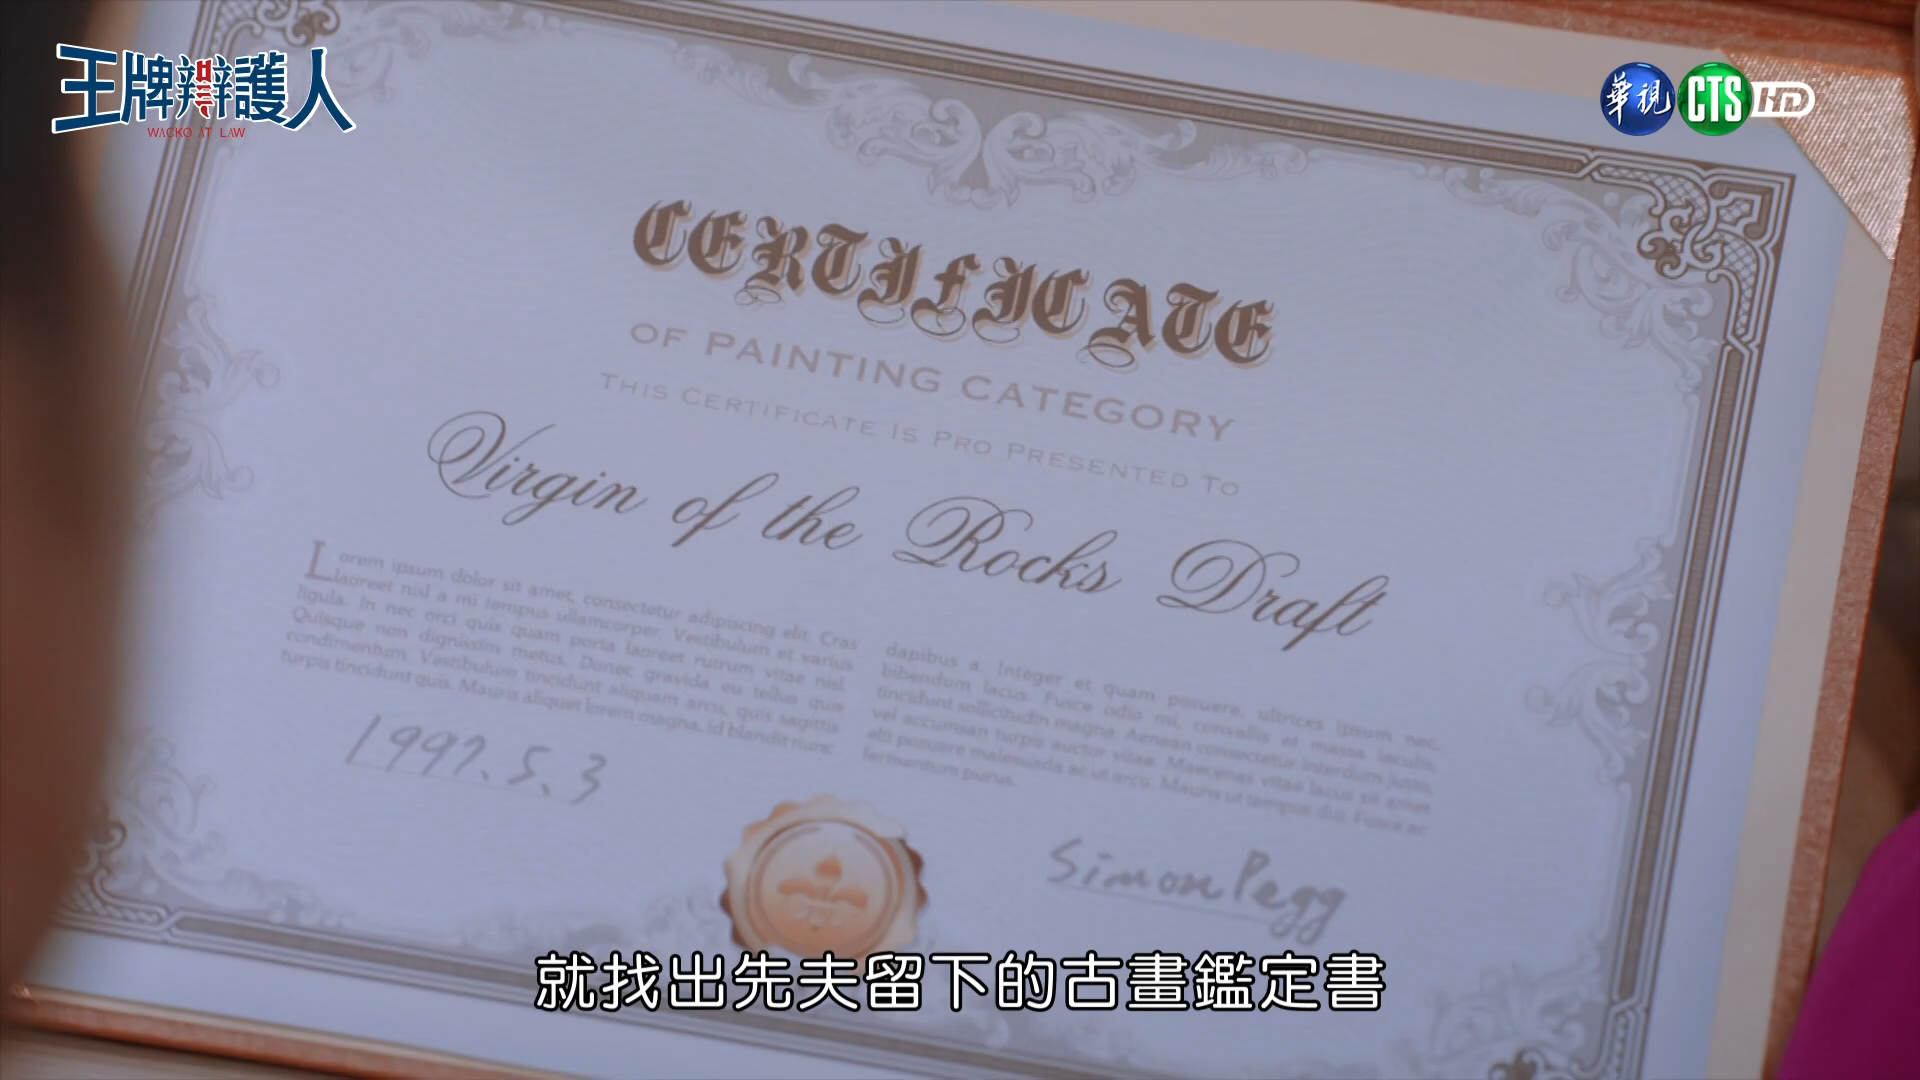 王牌辯護人
WACKO AT LAW
華視 CTS HD
CERTIFICATE
OF PAINTING CATEGORY
THIS CERTIFICATE IS PRO PRESENTED TO
Virgin of the Rocks Draft
Lorem ipsum dolor sit amet, consectetur adipiscing elit. Cras
laoreet nisl a mi tempus ullamcorper. Vestibulum et varius
ligula. In nec orci quis quam porta laoreet rutrum vitae nisl.
Quisque non dignissim metus. Donec gravida eu tellus quis
condimentum. Vestibulum tincidunt aliquam arcu, quis sagittis
turpis tincidunt quis. Mauris aliquet lorem magna, id blandit nunc
dapibus a. Integer et quam posuere, ultrices ipsum nec,
bibendum lacus. Fusce odio mi, convallis et massa iaculis,
tincidunt sollicitudin magna. Aenean consectetur interdum justo,
vel accumsan turpis auctor vitae. Maecenas vitae lacus sit amet
elit posuere malesuada ac ut arcu. Mauris ut tempus dui. Fusce ac
fermentum purus.
1997.5.3
Simon Pegg
就找出先夫留下的古畫鑑定書